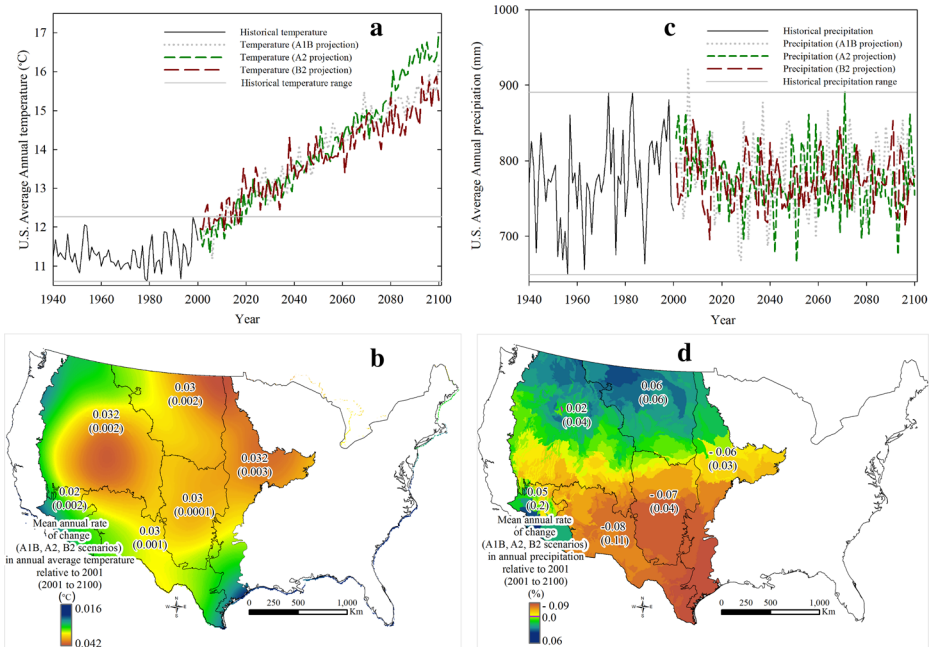 a
Historical temperature
Temperature (A1B projection)
Temperature (A2 projection)
Temperature (B2 projection)
Historical temperature range
U.S. Average Annual temperature (°C)
17
16
15
14
13
12
11
1940 1960 1980 2000 2020 2040 2060 2080 2100
Year
c
Historical precipitation
Precipitation (A1B projection)
Precipitation (A2 projection)
Precipitation (B2 projection)
Historical precipitation range
U.S. Average Annual precipiation (mm)
1000
900
800
700
1940 1960 1980 2000 2020 2040 2060 2080 2100
Year
b
0.03
(0.002)
0.032
(0.002)
0.032
(0.003)
0.02
(0.002)
0.03
(0.0001)
0.03
(0.001)
Mean annual rate
of change
(A1B, A2, B2 scenarios)
in annual average temperature
relative to 2001
(2001 to 2100)
(°C)
0.016
0.042
N
W E
S
0 250 500 1,000
Km
d
0.06
(0.06)
0.02
(0.04)
- 0.06
(0.03)
0.05
(0.2)
- 0.07
(0.04)
-0.08
(0.11)
Mean annual rate
of change
(A1B, A2, B2 scenarios)
in annual precipitation
relative to 2001
(2001 to 2100)
(%)
- 0.09
0.0
0.06
N
W E
S
0 250 500 1,000
Km